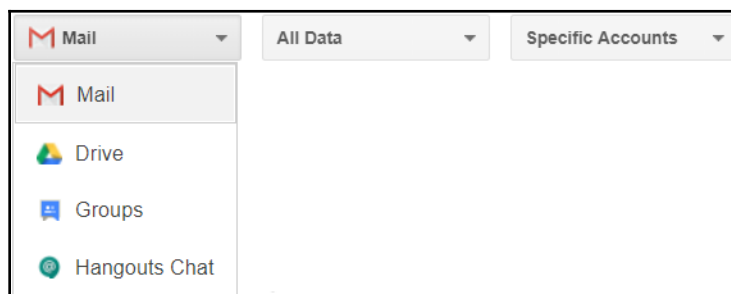 Mail All Data Specific Accounts
Mail
Drive
Groups
Hangouts Chat